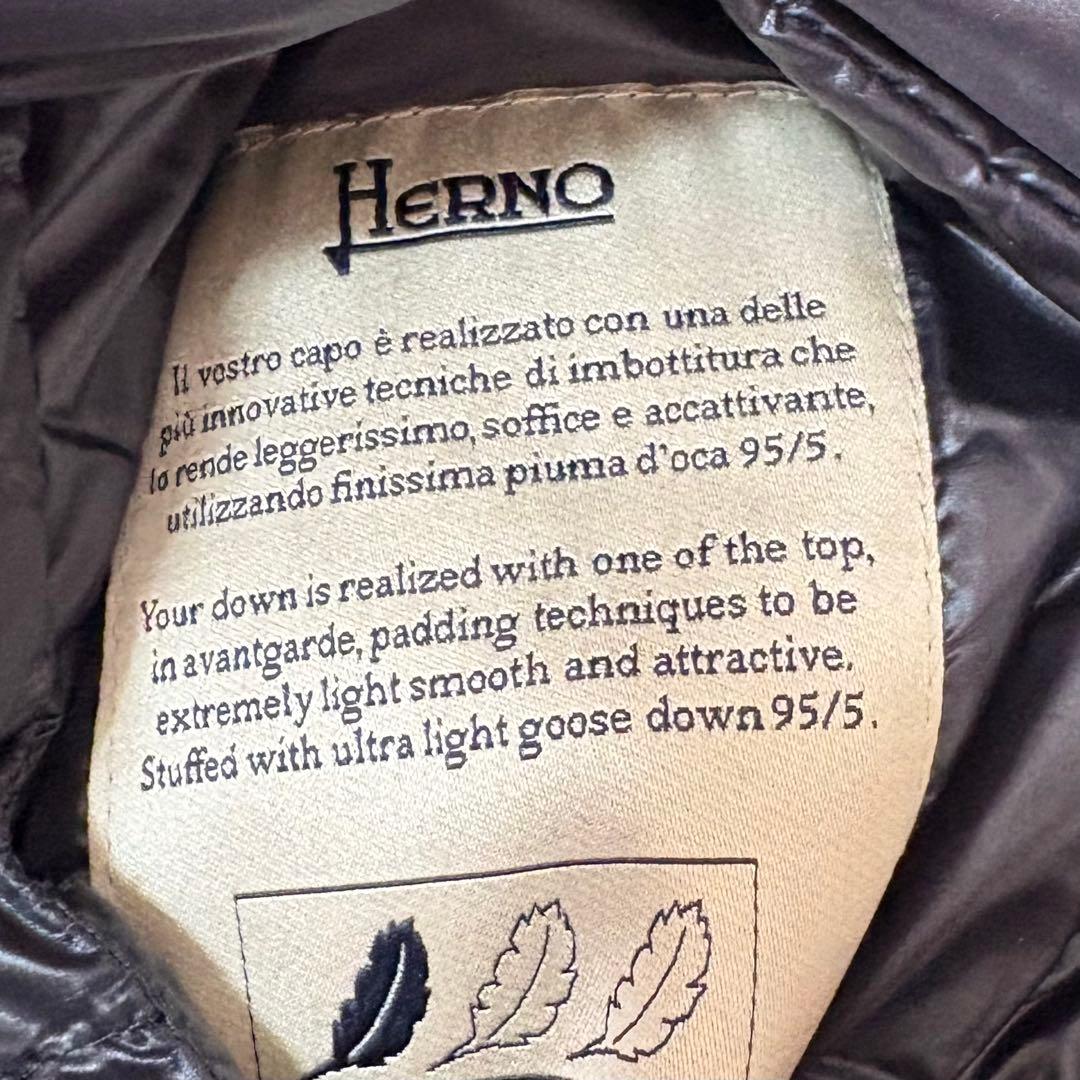 HERNO
Il vostro capo è realizzato con una delle
più innovative tecniche di imbottitura che
lo rende leggerissimo, soffice e accattivante,
utilizzando finissima piuma d'oca 95/5.
Your down is realized with one of the top,
in avantgarde, padding techniques to be
extremely light smooth and attractive.
Stuffed with ultra light goose down 95/5.